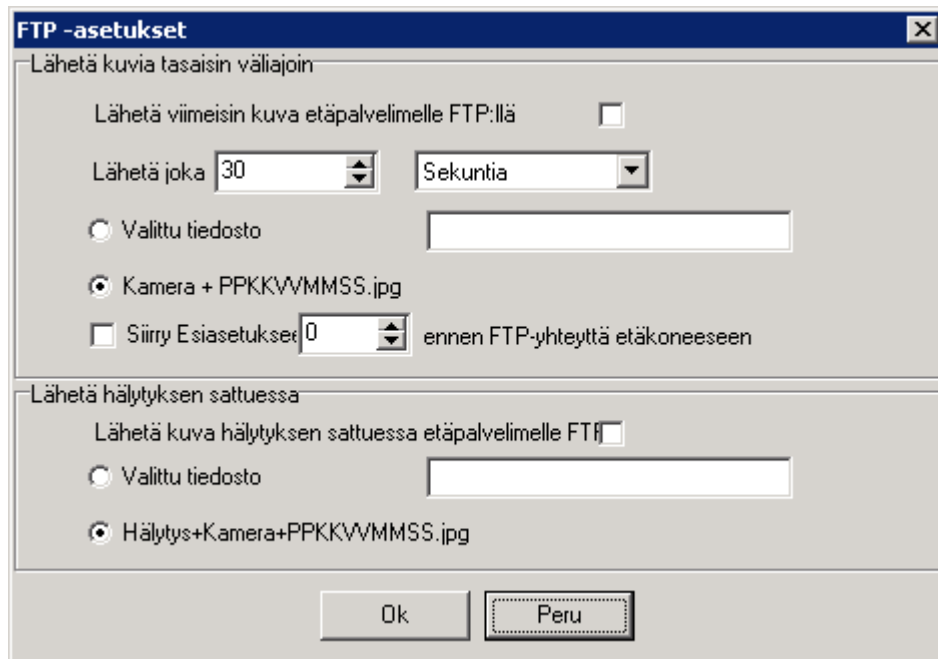 FTP -asetukset
Lähetä kuvia tasaisin väliajoin
Lähetä viimeisin kuva etäpalvelimelle FTP:llä
Lähetä joka 30 Sekuntia
Valittu tiedosto
Kamera + PPKKVVMMSS.jpg
Siirry Esiasetuksee 0 ennen FTP-yhteyttä etäkoneeseen
Lähetä hälytyksen sattuessa
Lähetä kuva hälytyksen sattuessa etäpalvelimelle FTP
Valittu tiedosto
Hälytys+Kamera+PPKKVVMMSS.jpg
Ok Peru